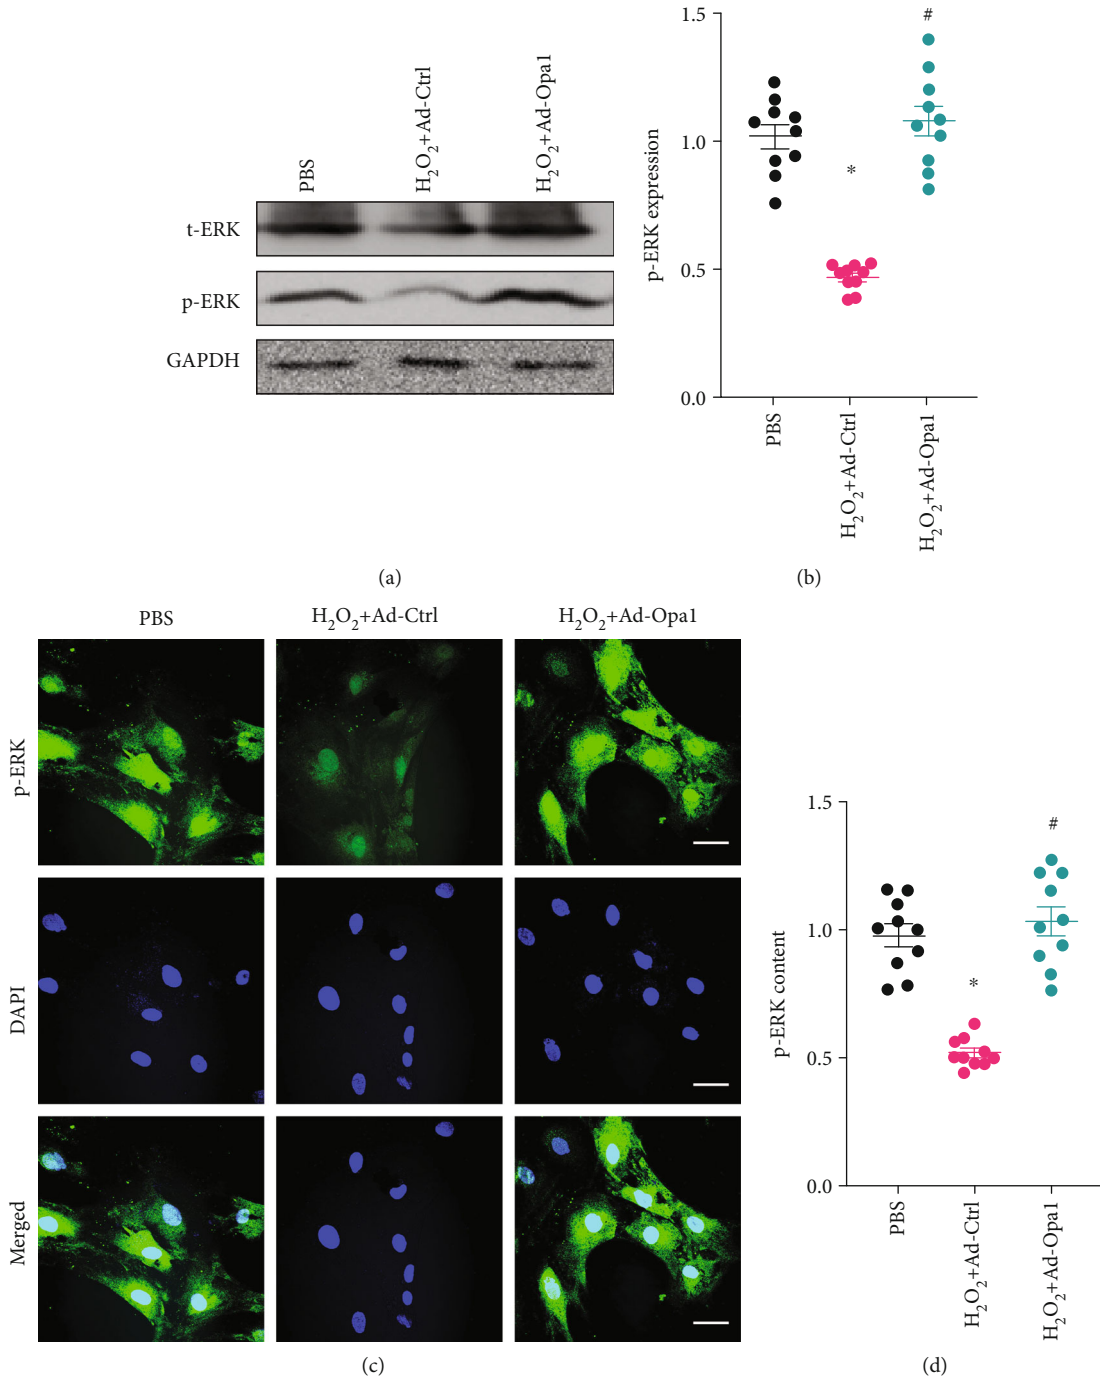 PBS
H₂O₂+Ad-Ctrl
H₂O₂+Ad-Opa1
t-ERK
p-ERK
GAPDH
(a)
p-ERK expression
1.5
1.0
0.5
0.0
*
#
PBS
H₂O₂+Ad-Ctrl
H₂O₂+Ad-Opa1
(b)
PBS
H₂O₂+Ad-Ctrl
H₂O₂+Ad-Opa1
p-ERK
DAPI
Merged
(c)
p-ERK content
1.5
1.0
0.5
0.0
*
#
PBS
H₂O₂+Ad-Ctrl
H₂O₂+Ad-Opa1
(d)